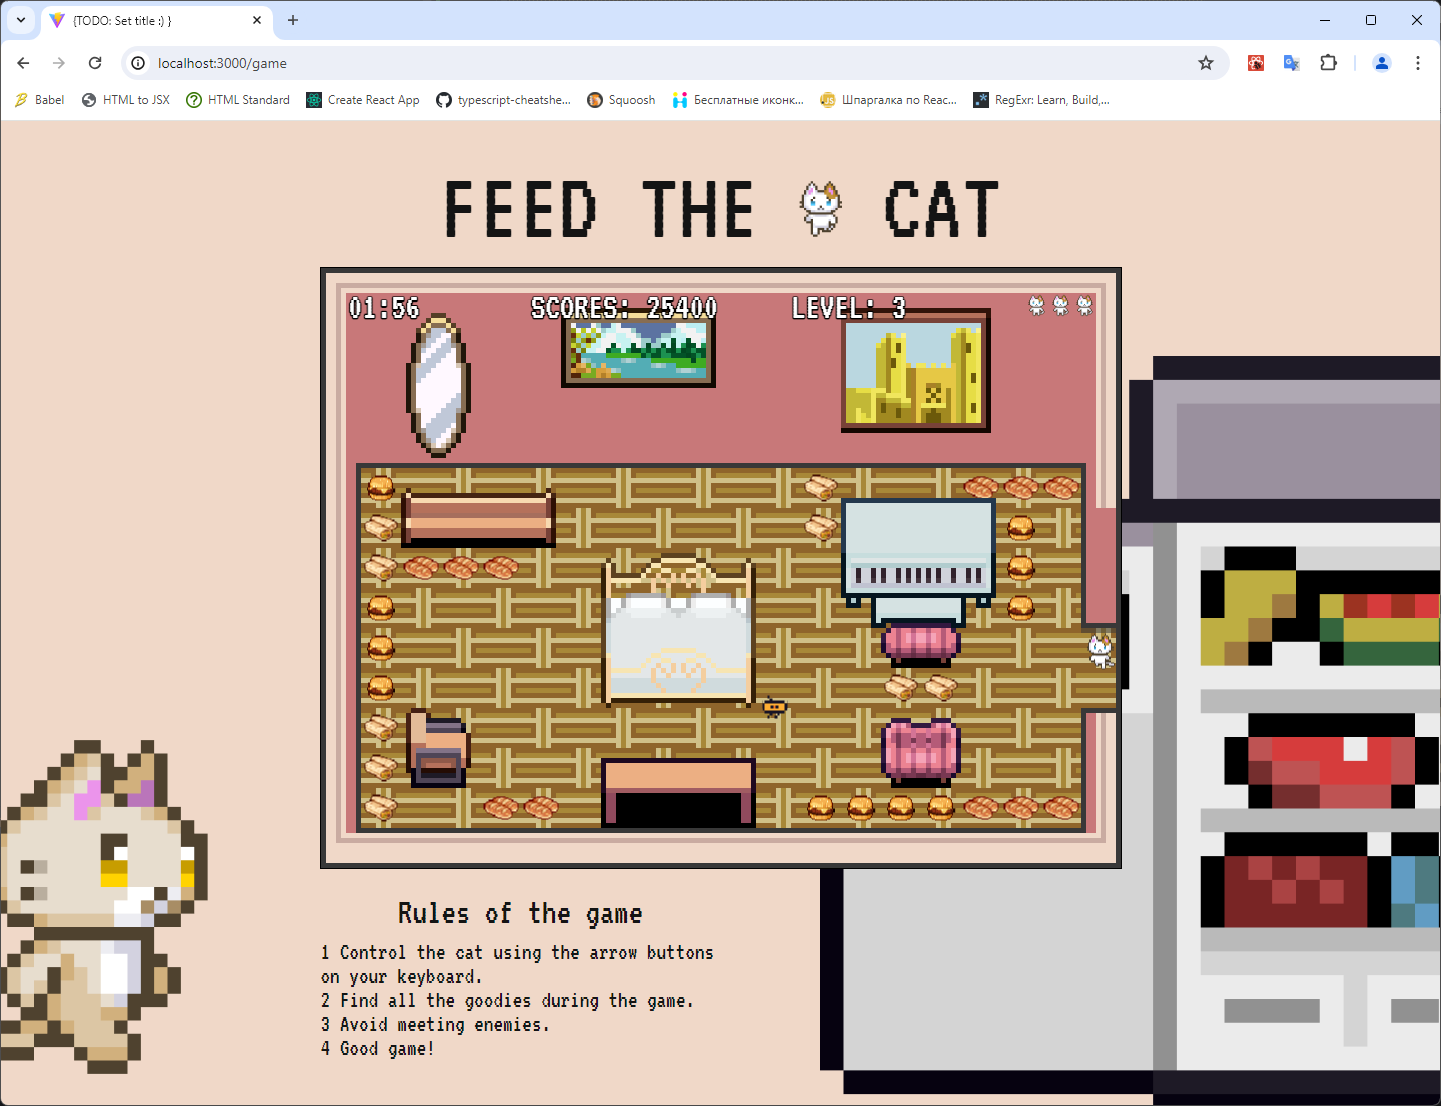 {TODO: Set title :) }
localhost:3000/game
Babel
HTML to JSX
HTML Standard
Create React App
typescript-cheatshe...
Squoosh
Бесплатные иконк...
Шпаргалка по Reac...
RegExr: Learn, Build,...
FEED THE CAT
01:56
SCORES: 25400
LEVEL: 3
Rules of the game
1 Control the cat using the arrow buttons
on your keyboard.
2 Find all the goodies during the game.
3 Avoid meeting enemies.
4 Good game!